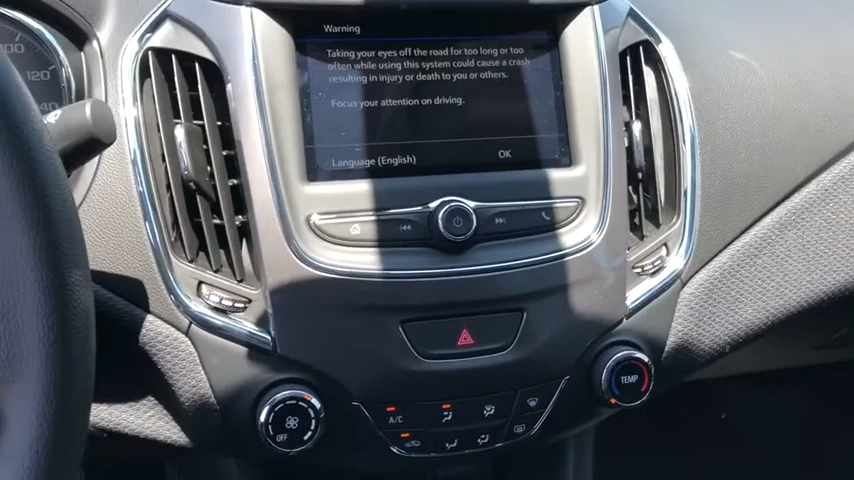 Warning
Taking your eyes off the road for too long or too
often while using this system could cause a crash
resulting in injury or death to you or others.
Focus your attention on driving.
Language (English)
OK
100
120
A/C
OFF
TEMP